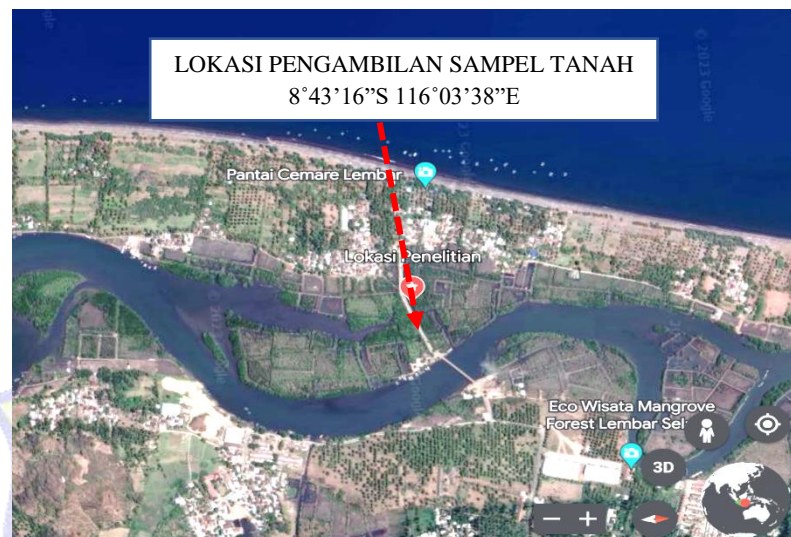 LOKASI PENGAMBILAN SAMPEL TANAH
8˚43’16”S 116˚03’38”E
© 2023 Google
Pantai Cemare Lembar
Lokasi Penelitian
Eco Wisata Mangrove
Forest Lembar Sel
3D